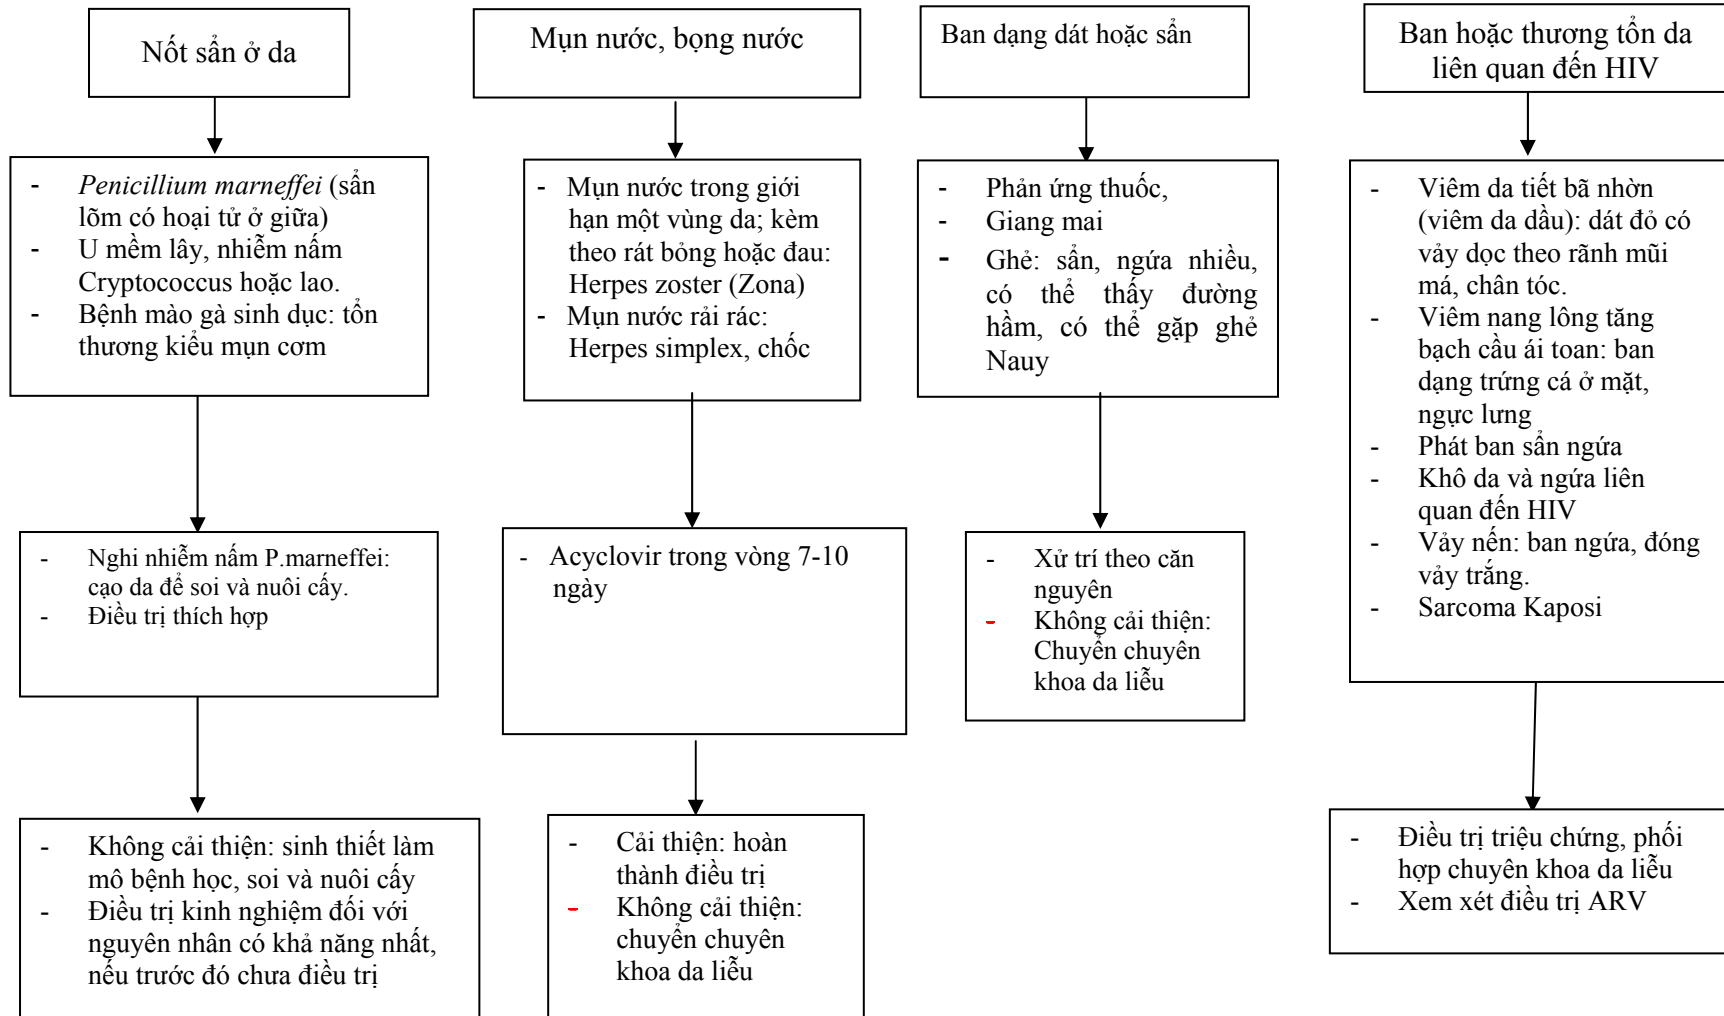 Nốt sẩn ở da
- Penicillium marneffei (sẩn
lõm có hoại tử ở giữa)
- U mềm lây, nhiễm nấm
Cryptococcus hoặc lao.
- Bệnh mào gà sinh dục: tổn
thương kiểu mụn cơm
- Nghi nhiễm nấm P.marneffei:
cạo da để soi và nuôi cấy.
- Điều trị thích hợp
- Không cải thiện: sinh thiết làm
mô bệnh học, soi và nuôi cấy
- Điều trị kinh nghiệm đối với
nguyên nhân có khả năng nhất,
nếu trước đó chưa điều trị
Mụn nước, bọng nước
- Mụn nước trong giới
hạn một vùng da; kèm
theo rát bỏng hoặc đau:
Herpes zoster (Zona)
- Mụn nước rải rác:
Herpes simplex, chốc
- Acyclovir trong vòng 7-10
ngày
- Cải thiện: hoàn
thành điều trị
- Không cải thiện:
chuyển chuyên
khoa da liễu
Ban dạng dát hoặc sẩn
- Phản ứng thuốc,
- Giang mai
- Ghẻ: sẩn, ngứa nhiều,
có thể thấy đường
hầm, có thể gặp ghẻ
Nauy
- Xử trí theo căn
nguyên
- Không cải thiện:
Chuyển chuyên
khoa da liễu
Ban hoặc thương tổn da
liên quan đến HIV
- Viêm da tiết bã nhờn
(viêm da dầu): dát đỏ có
vảy dọc theo rãnh mũi
má, chân tóc.
- Viêm nang lông tăng
bạch cầu ái toan: ban
dạng trứng cá ở mặt,
ngực lưng
- Phát ban sẩn ngứa
- Khô da và ngứa liên
quan đến HIV
- Vảy nến: ban ngứa, đóng
vảy trắng.
- Sarcoma Kaposi
- Điều trị triệu chứng, phối
hợp chuyên khoa da liễu
- Xem xét điều trị ARV